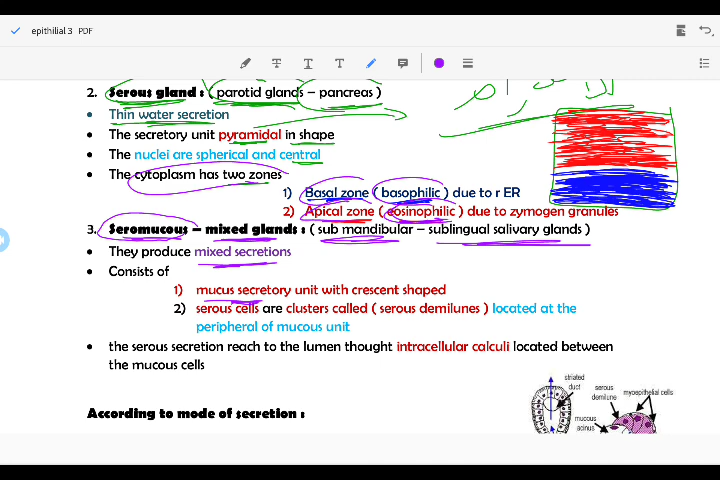 epithilial 3 PDF
2. Serous gland : ( parotid glands – pancreas )
• Thin water secretion
• The secretory unit pyramidal in shape
• The nuclei are spherical and central
• The cytoplasm has two zones
1) Basal zone ( basophilic ) due to r ER
2) Apical zone ( eosinophilic ) due to zymogen granules
3. Seromucous – mixed glands : ( sub mandibular – sublingual salivary glands )
• They produce mixed secretions
• Consists of
1) mucus secretory unit with crescent shaped
2) serous cells are clusters called ( serous demilunes ) located at the
peripheral of mucous unit
• the serous secretion reach to the lumen thought intracellular calculi located between
the mucous cells
striated
duct
serous
demilune
myoepithelial cells
mucous
acinus
According to mode of secretion :